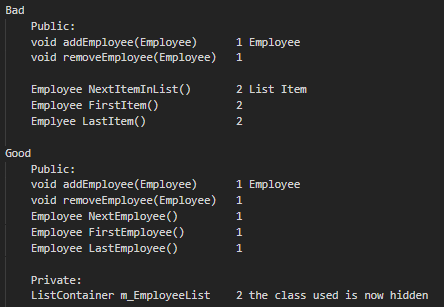 Bad
Public:
void addEmployee(Employee) 1 Employee
void removeEmployee(Employee) 1
Employee NextItemInList() 2 List Item
Employee FirstItem() 2
Emplyee LastItem() 2
Good
Public:
void addEmployee(Employee) 1 Employee
void removeEmployee(Employee) 1
Employee NextEmployee() 1
Employee FirstEmployee() 1
Employee LastEmployee() 1
Private:
ListContainer m_EmployeeList 2 the class used is now hidden